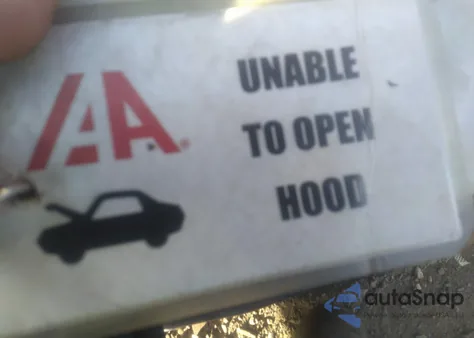 IAA
UNABLE
TO OPEN
HOOD
autoSnap